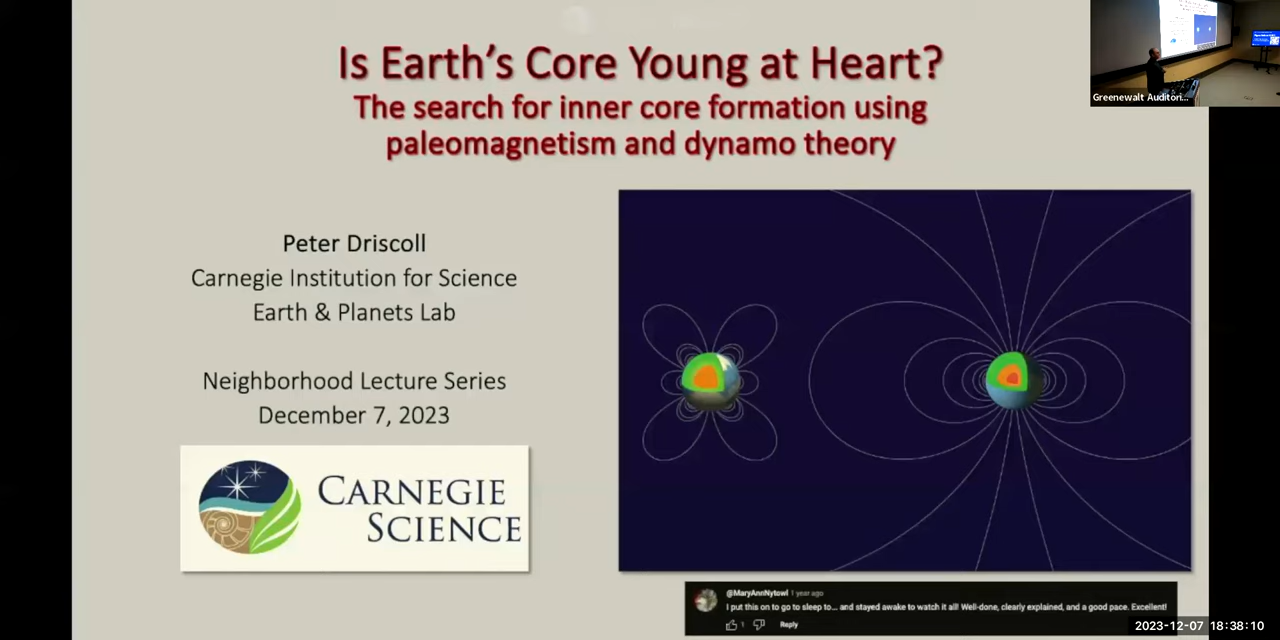 Is Earth's Core Young at Heart?
The search for inner core formation using
paleomagnetism and dynamo theory
Greenewalt Auditori...
Peter Driscoll
Carnegie Institution for Science
Earth & Planets Lab
Neighborhood Lecture Series
December 7, 2023
CARNEGIE
SCIENCE
@MaryAnnNytowl 1 year ago
I put this on to go to sleep to... and stayed awake to watch it all! Well-done, clearly explained, and a good pace. Excellent!
1 Reply
2023-12-07 18:38:10